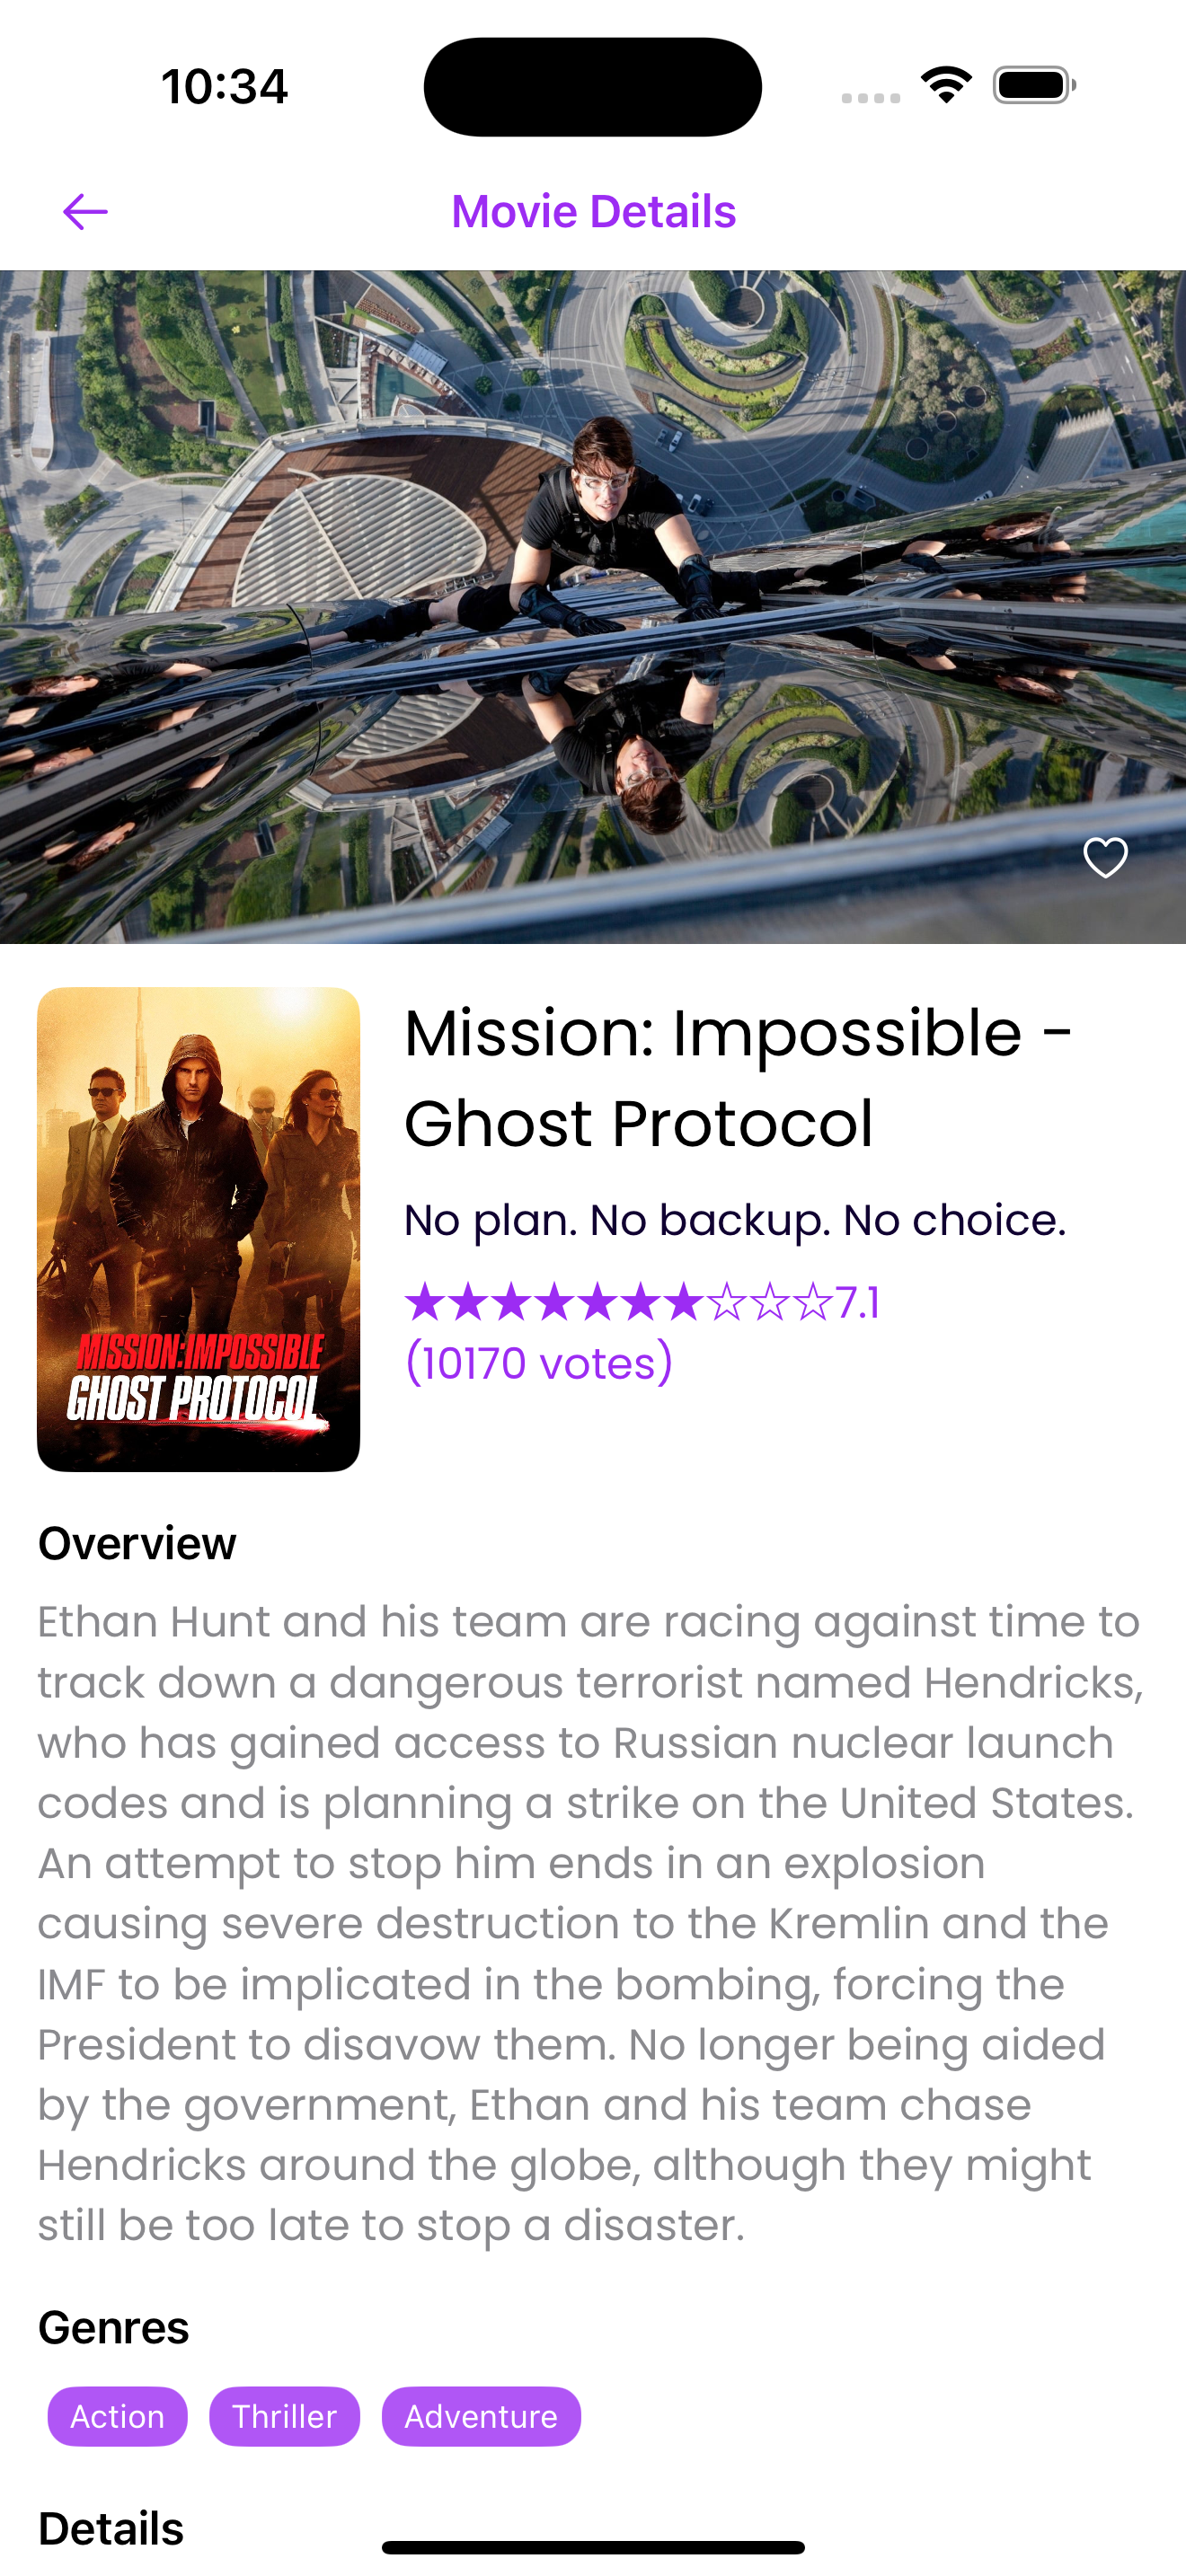 10:34
Movie Details
Mission: Impossible -
Ghost Protocol
No plan. No backup. No choice.
★★★★★★★☆☆☆7.1
(10170 votes)
MISSION:IMPOSSIBLE
GHOST PROTOCOL
Overview
Ethan Hunt and his team are racing against time to
track down a dangerous terrorist named Hendricks,
who has gained access to Russian nuclear launch
codes and is planning a strike on the United States.
An attempt to stop him ends in an explosion
causing severe destruction to the Kremlin and the
IMF to be implicated in the bombing, forcing the
President to disavow them. No longer being aided
by the government, Ethan and his team chase
Hendricks around the globe, although they might
still be too late to stop a disaster.
Genres
Action Thriller Adventure
Details